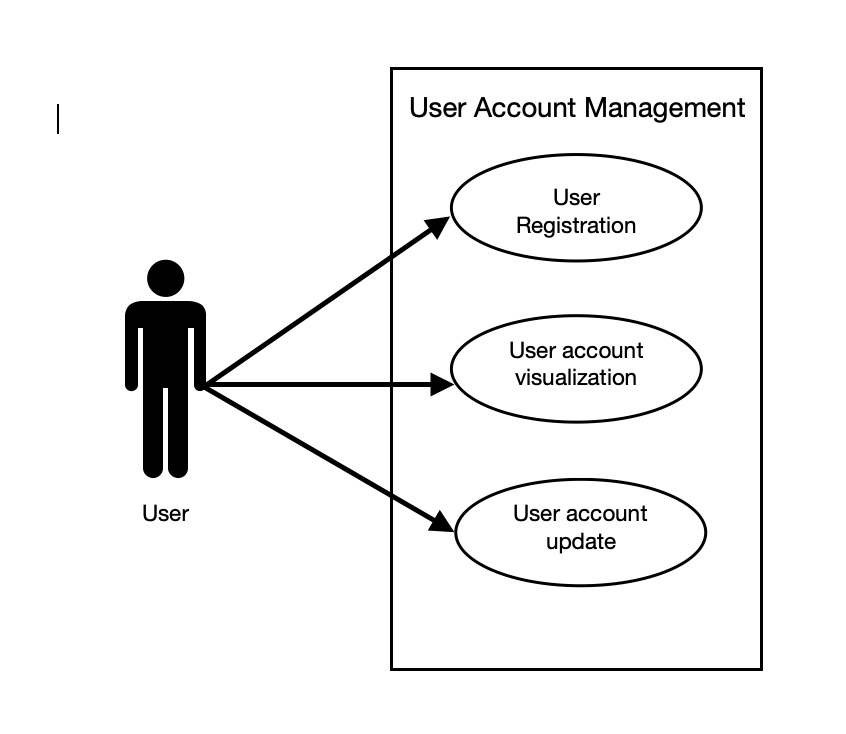 User Account Management
User
Registration
User account
visualization
User account
update
User